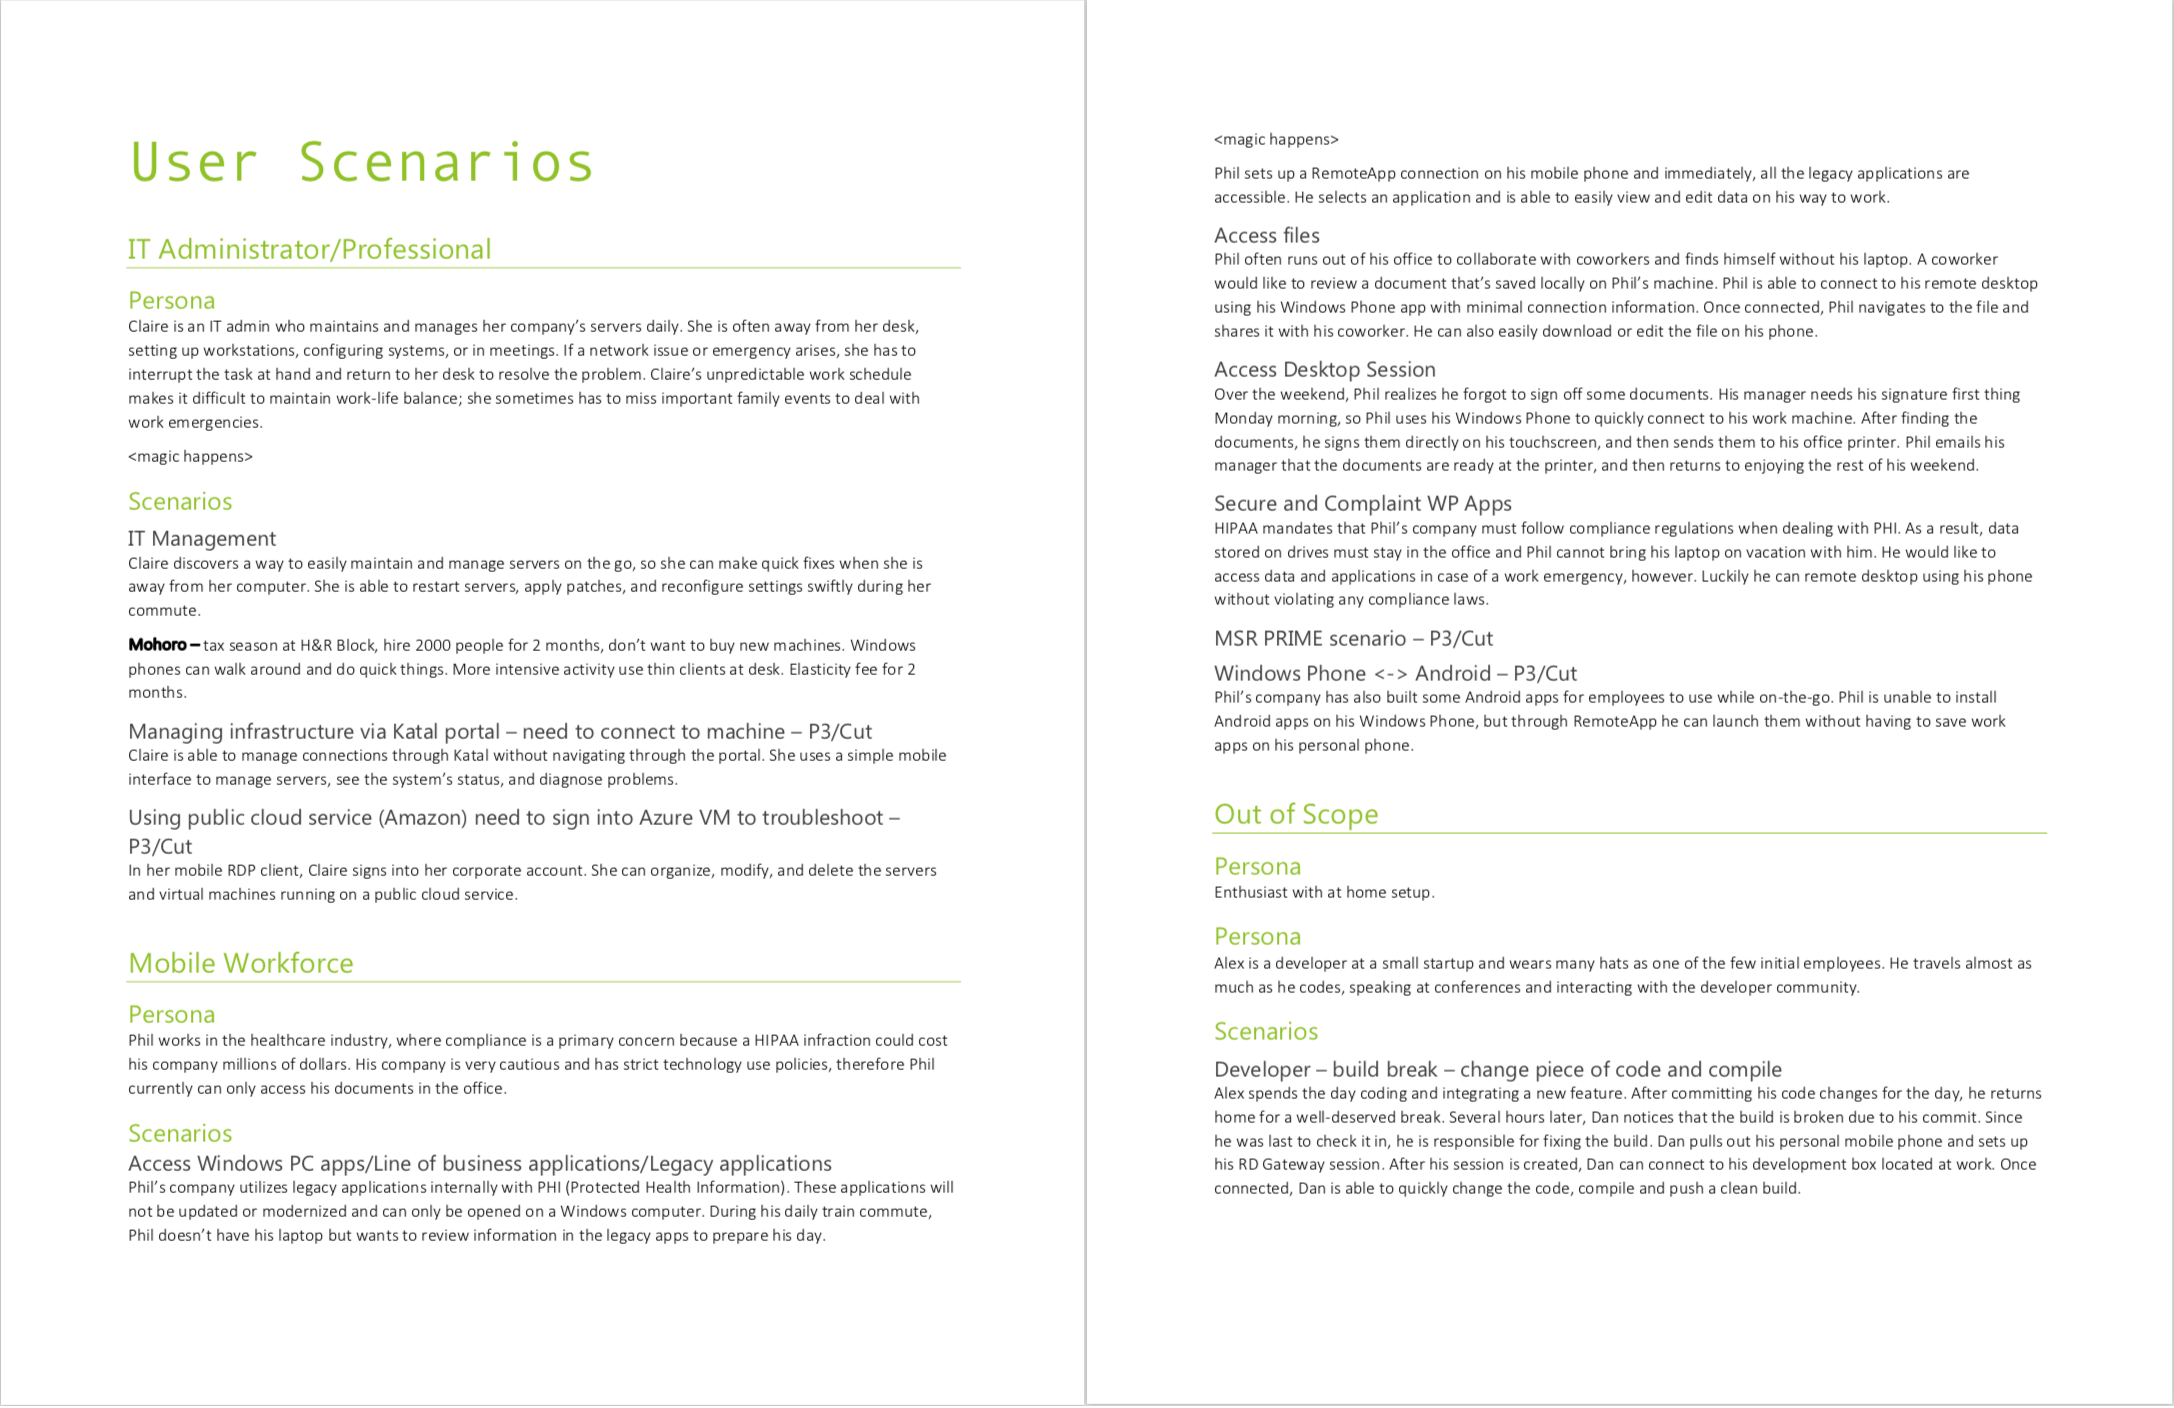 User Scenarios
IT Administrator/Professional
Persona
Claire is an IT admin who maintains and manages her company’s servers daily. She is often away from her desk,
setting up workstations, configuring systems, or in meetings. If a network issue or emergency arises, she has to
interrupt the task at hand and return to her desk to resolve the problem. Claire’s unpredictable work schedule
makes it difficult to maintain work-life balance; she sometimes has to miss important family events to deal with
work emergencies.
<magic happens>
Scenarios
IT Management
Claire discovers a way to easily maintain and manage servers on the go, so she can make quick fixes when she is
away from her computer. She is able to restart servers, apply patches, and reconfigure settings swiftly during her
commute.
Mohoro – tax season at H&R Block, hire 2000 people for 2 months, don’t want to buy new machines. Windows
phones can walk around and do quick things. More intensive activity use thin clients at desk. Elasticity fee for 2
months.
Managing infrastructure via Katal portal – need to connect to machine – P3/Cut
Claire is able to manage connections through Katal without navigating through the portal. She uses a simple mobile
interface to manage servers, see the system’s status, and diagnose problems.
Using public cloud service (Amazon) need to sign into Azure VM to troubleshoot –
P3/Cut
In her mobile RDP client, Claire signs into her corporate account. She can organize, modify, and delete the servers
and virtual machines running on a public cloud service.
Mobile Workforce
Persona
Phil works in the healthcare industry, where compliance is a primary concern because a HIPAA infraction could cost
his company millions of dollars. His company is very cautious and has strict technology use policies, therefore Phil
currently can only access his documents in the office.
Scenarios
Access Windows PC apps/Line of business applications/Legacy applications
Phil’s company utilizes legacy applications internally with PHI (Protected Health Information). These applications will
not be updated or modernized and can only be opened on a Windows computer. During his daily train commute,
Phil doesn’t have his laptop but wants to review information in the legacy apps to prepare his day.
<magic happens>
Phil sets up a RemoteApp connection on his mobile phone and immediately, all the legacy applications are
accessible. He selects an application and is able to easily view and edit data on his way to work.
Access files
Phil often runs out of his office to collaborate with coworkers and finds himself without his laptop. A coworker
would like to review a document that’s saved locally on Phil’s machine. Phil is able to connect to his remote desktop
using his Windows Phone app with minimal connection information. Once connected, Phil navigates to the file and
shares it with his coworker. He can also easily download or edit the file on his phone.
Access Desktop Session
Over the weekend, Phil realizes he forgot to sign off some documents. His manager needs his signature first thing
Monday morning, so Phil uses his Windows Phone to quickly connect to his work machine. After finding the
documents, he signs them directly on his touchscreen, and then sends them to his office printer. Phil emails his
manager that the documents are ready at the printer, and then returns to enjoying the rest of his weekend.
Secure and Complaint WP Apps
HIPAA mandates that Phil’s company must follow compliance regulations when dealing with PHI. As a result, data
stored on drives must stay in the office and Phil cannot bring his laptop on vacation with him. He would like to
access data and applications in case of a work emergency, however. Luckily he can remote desktop using his phone
without violating any compliance laws.
MSR PRIME scenario – P3/Cut
Windows Phone <-> Android – P3/Cut
Phil’s company has also built some Android apps for employees to use while on-the-go. Phil is unable to install
Android apps on his Windows Phone, but through RemoteApp he can launch them without having to save work
apps on his personal phone.
Out of Scope
Persona
Enthusiast with at home setup.
Persona
Alex is a developer at a small startup and wears many hats as one of the few initial employees. He travels almost as
much as he codes, speaking at conferences and interacting with the developer community.
Scenarios
Developer – build break – change piece of code and compile
Alex spends the day coding and integrating a new feature. After committing his code changes for the day, he returns
home for a well-deserved break. Several hours later, Dan notices that the build is broken due to his commit. Since
he was last to check it in, he is responsible for fixing the build. Dan pulls out his personal mobile phone and sets up
his RD Gateway session. After his session is created, Dan can connect to his development box located at work. Once
connected, Dan is able to quickly change the code, compile and push a clean build.